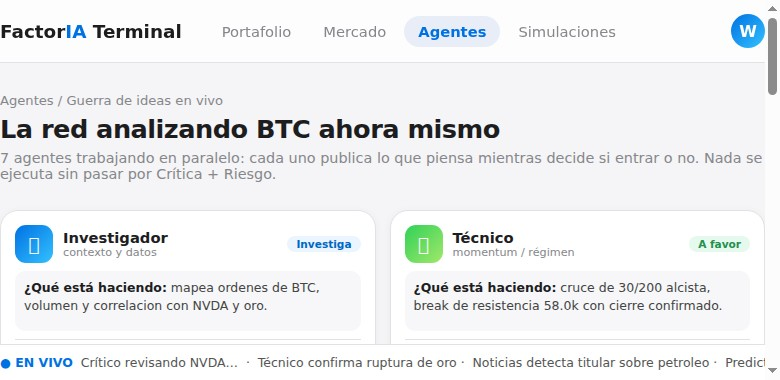 FactorIA Terminal
Portafolio
Mercado
Agentes
Simulaciones
W
Agentes / Guerra de ideas en vivo
La red analizando BTC ahora mismo
7 agentes trabajando en paralelo: cada uno publica lo que piensa mientras decide si entrar o no. Nada se
ejecuta sin pasar por Crítica + Riesgo.
Investigador
contexto y datos
Investiga
¿Qué está haciendo: mapea ordenes de BTC,
volumen y correlacion con NVDA y oro.
Técnico
momentum / régimen
A favor
¿Qué está haciendo: cruce de 30/200 alcista,
break de resistencia 58.0k con cierre confirmado.
● EN VIVO Crítico revisando NVDA... · Técnico confirma ruptura de oro · Noticias detecta titular sobre petroleo ·